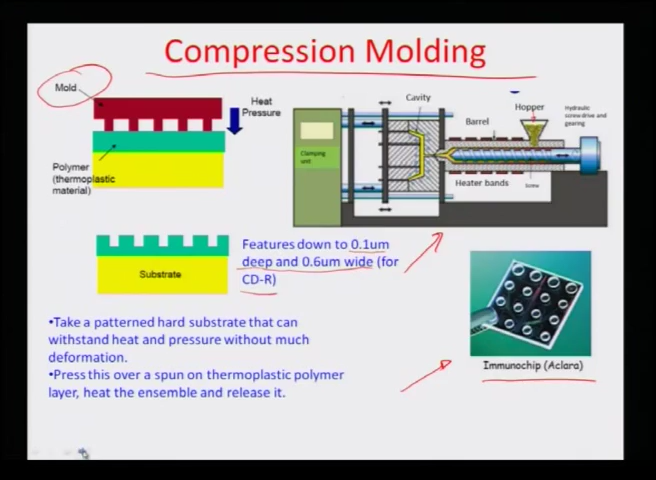 Compression Molding
Mold
Heat
Pressure
Polymer
(thermoplastic
material)
Cavity
Hopper
Hydraulic
screw drive and
gearing
Barrel
Clamping
unit
Heater bands
Screw
Substrate
Features down to 0.1um
deep and 0.6um wide (for
CD-R)
•Take a patterned hard substrate that can
withstand heat and pressure without much
deformation.
•Press this over a spun on thermoplastic polymer
layer, heat the ensemble and release it.
Immunochip (Aclara)